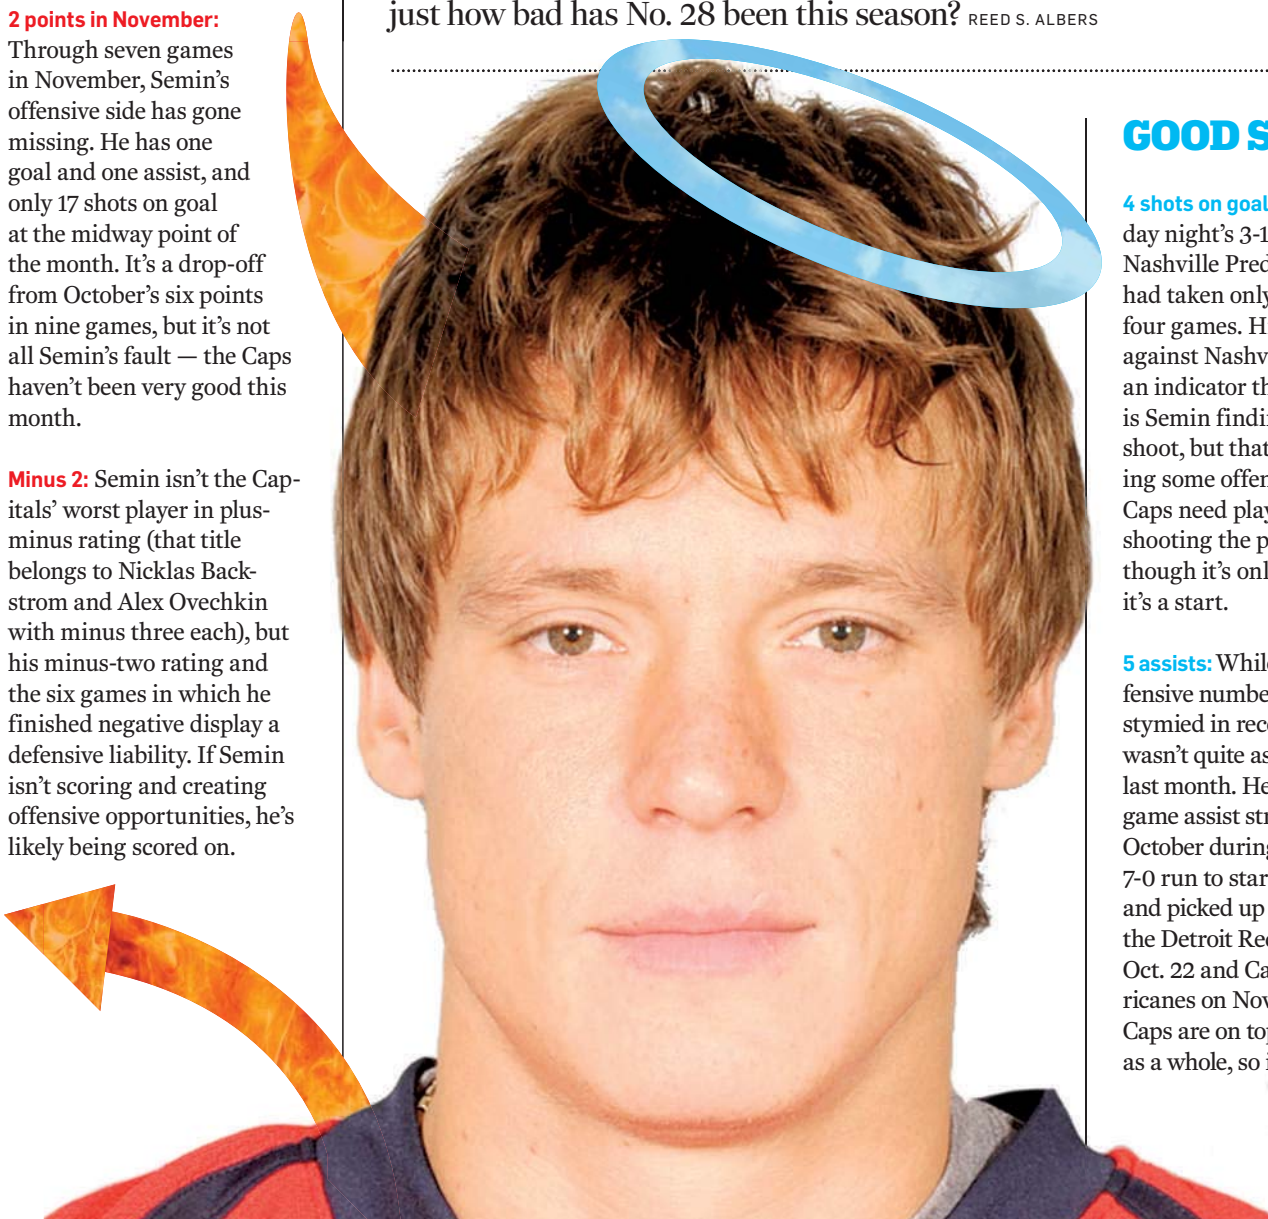 just how bad has No. 28 been this season? REED S. ALBERS
2 points in November:
Through seven games
in November, Semin’s
offensive side has gone
missing. He has one
goal and one assist, and
only 17 shots on goal
at the midway point of
the month. It’s a drop-off
from October’s six points
in nine games, but it’s not
all Semin’s fault — the Caps
haven’t been very good this
month.
Minus 2: Semin isn’t the Cap-
itals’ worst player in plus-
minus rating (that title
belongs to Nicklas Back-
strom and Alex Ovechkin
with minus three each), but
his minus-two rating and
the six games in which he
finished negative display a
defensive liability. If Semin
isn’t scoring and creating
offensive opportunities, he’s
likely being scored on.
GOOD S
4 shots on goal
day night’s 3-1
Nashville Pred
had taken only
four games. H
against Nashv
an indicator th
is Semin findi
shoot, but that
ing some offen
Caps need play
shooting the p
though it’s onl
it’s a start.
5 assists: While
fensive numbe
stymied in rec
wasn’t quite as
last month. He
game assist str
October during
7-0 run to star
and picked up
the Detroit Re
Oct. 22 and Ca
ricanes on Nov
Caps are on top
as a whole, so i